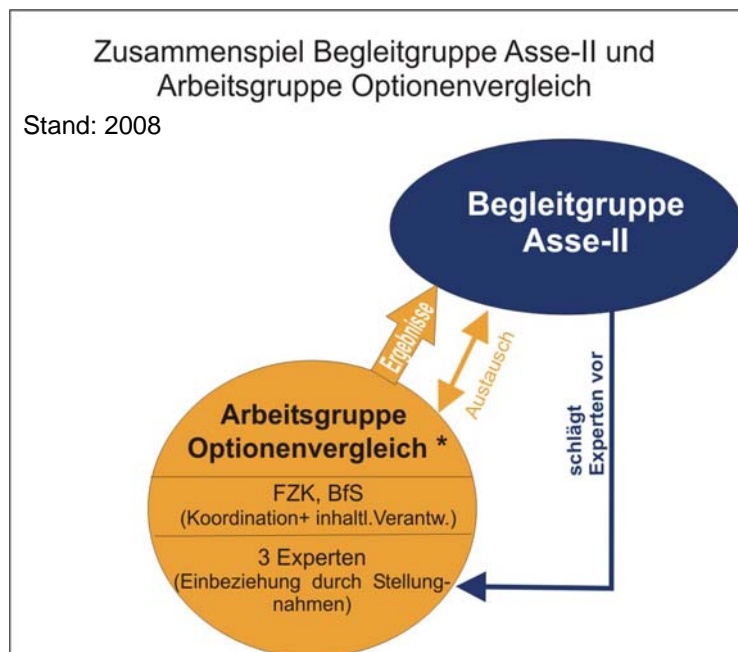 Zusammenspiel Begleitgruppe Asse-II und
Arbeitsgruppe Optionenvergleich
Stand: 2008
Begleitgruppe
Asse-II
Ergebnisse
Austausch
schlägt
Experten vor
Arbeitsgruppe
Optionenvergleich *
FZK, BfS
(Koordination+ inhaltl.Verantw.)
3 Experten
(Einbeziehung durch Stellung-
nahmen)